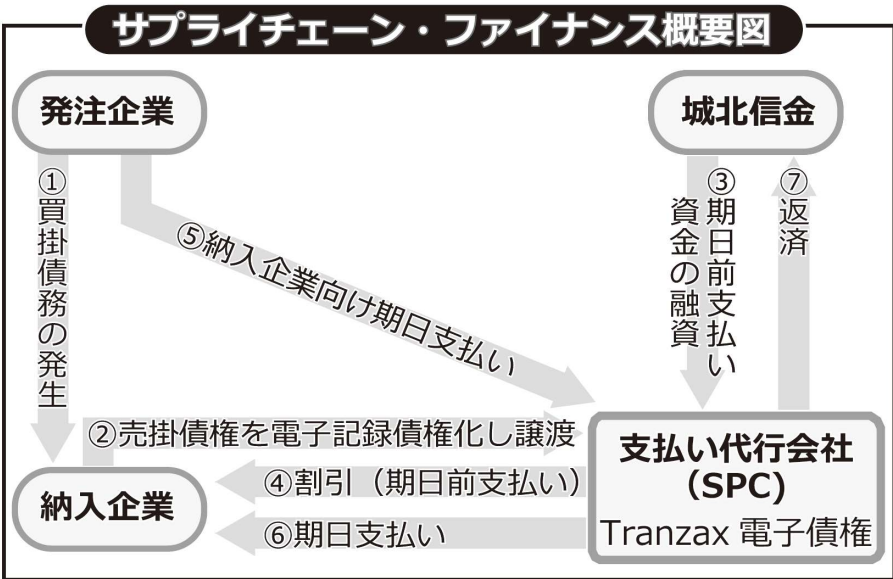 サプライチェーン・ファイナンス概要図
発注企業
城北信金
①買掛債務の発生
⑤納入企業向け期日支払い
③期日前支払い
資金の融資
⑦返済
②売掛債権を電子記録債権化し譲渡
④割引（期日前支払い）
⑥期日支払い
納入企業
支払い代行会社
（SPC)
Tranzax 電子債権